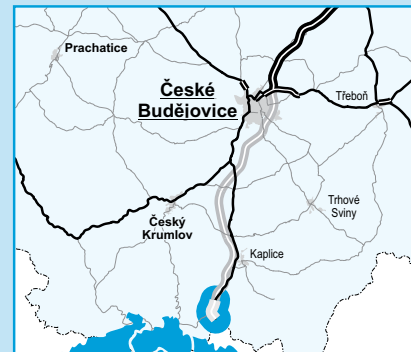 Prachatice
České
Budějovice
Třeboň
Trhové
Sviny
Český
Krumlov
Kaplice